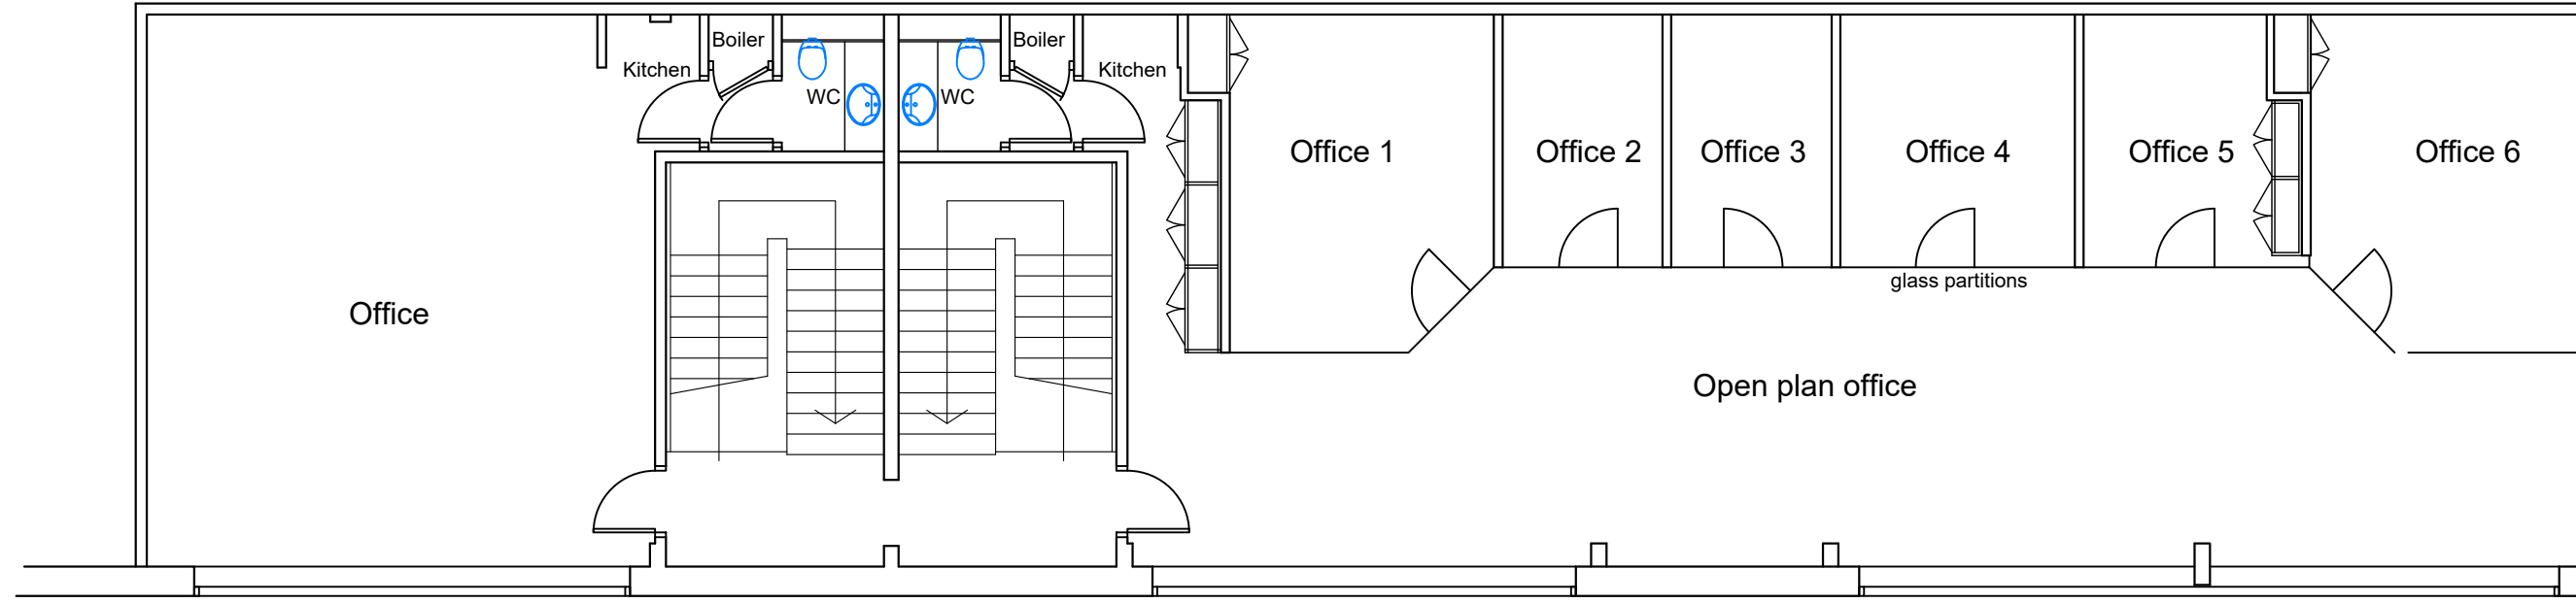 Boiler
Boiler
Kitchen
Kitchen
WC
WC
Office 1
Office 2
Office 3
Office 4
Office 5
Office 6
glass partitions
Office
Open plan office